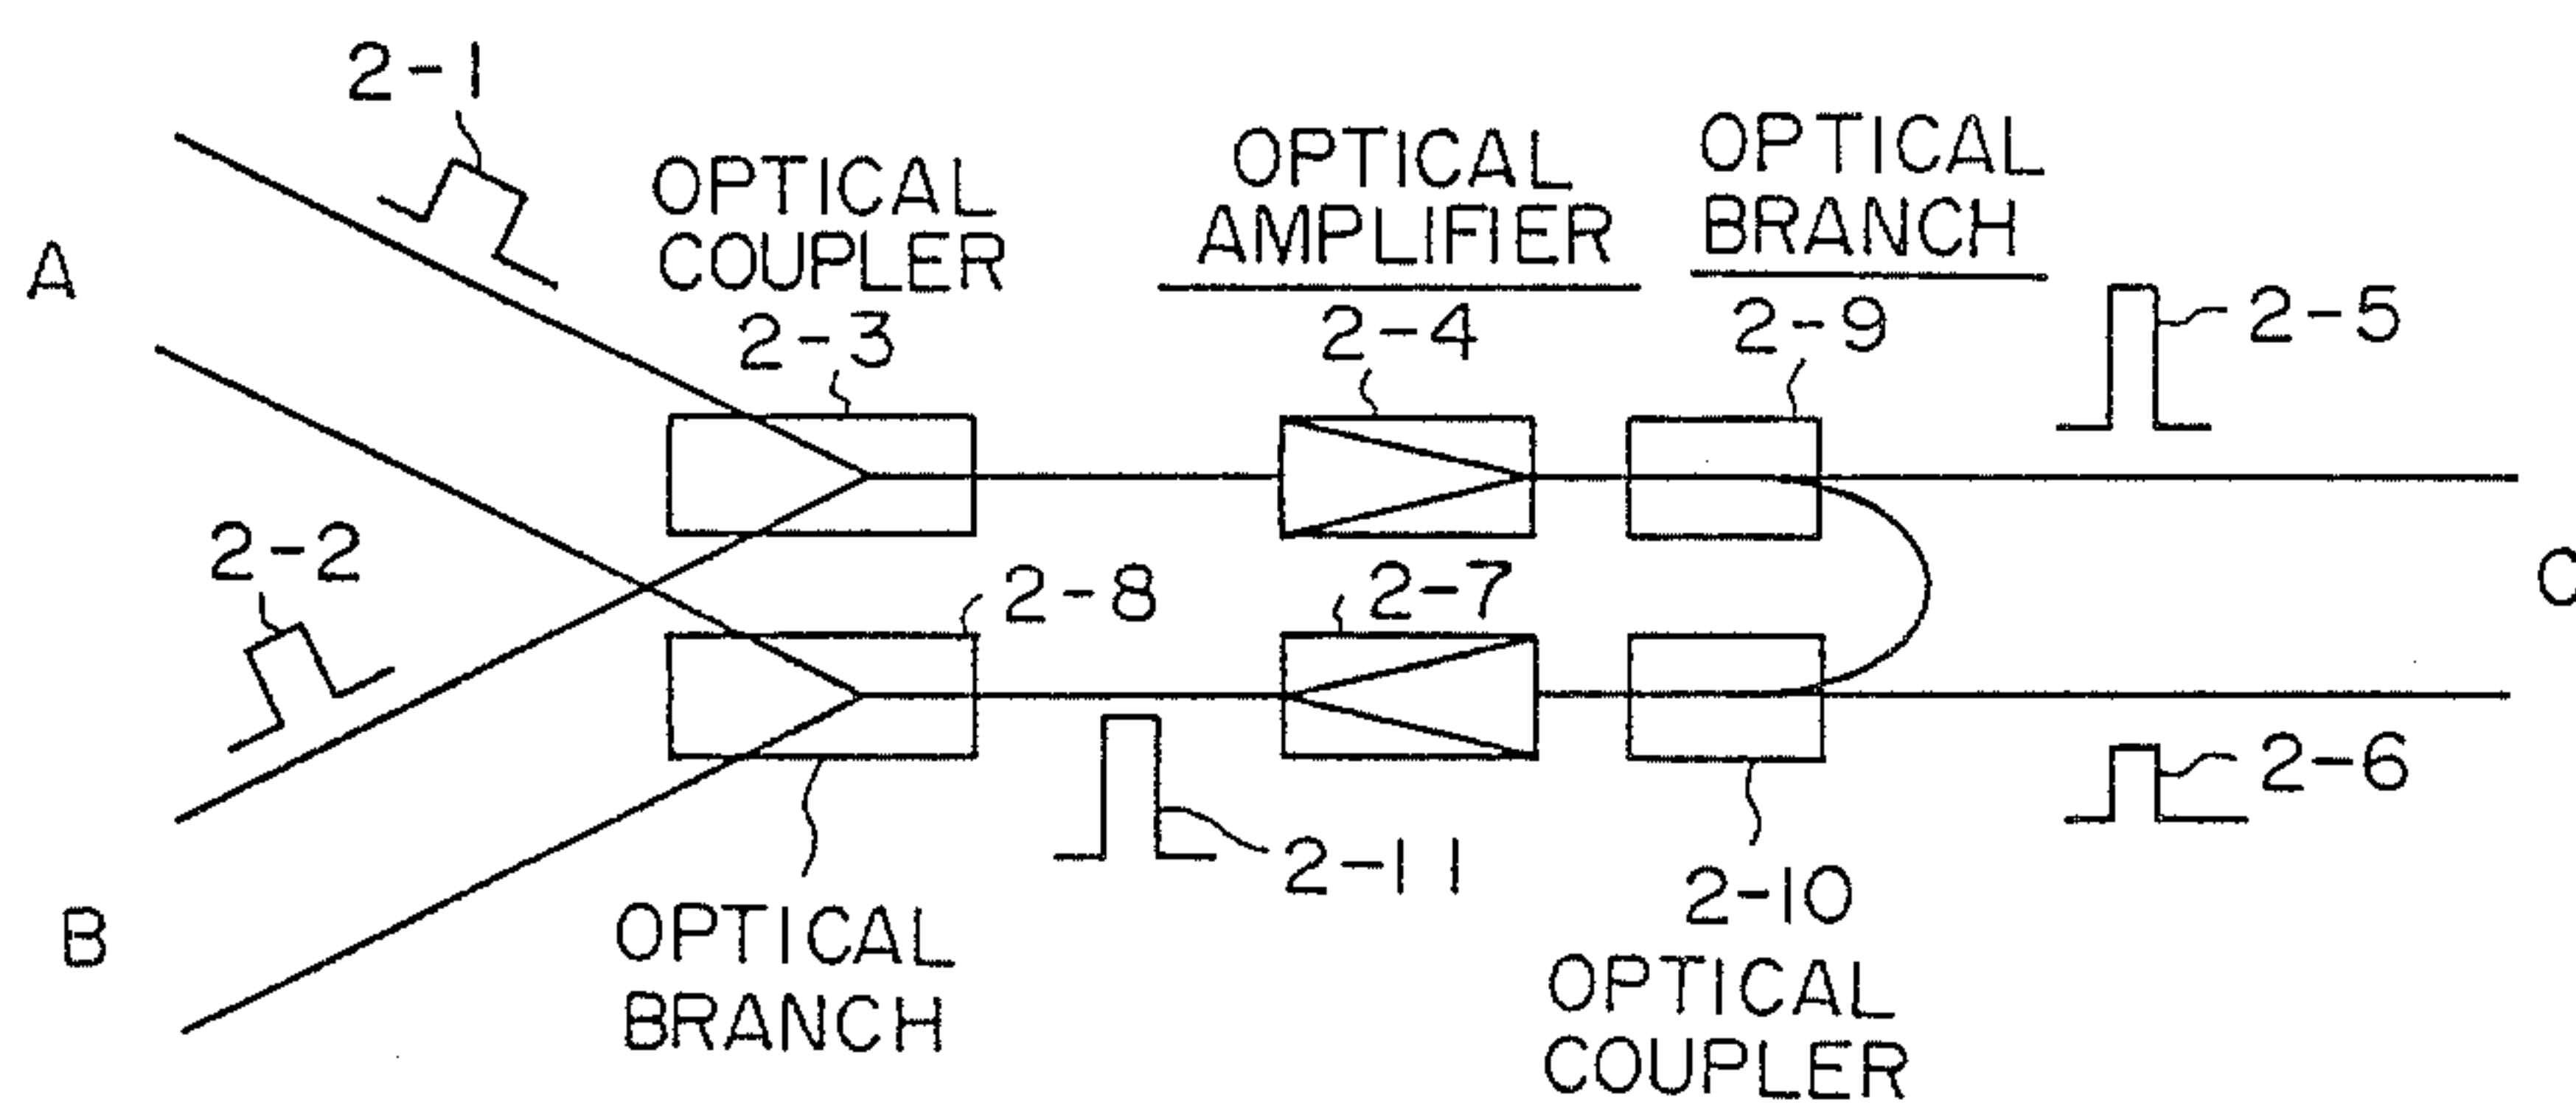 2-1
OPTICAL
COUPLER
2-3
OPTICAL
AMPLIFIER
2-4
OPTICAL
BRANCH
2-9
2-5
A
2-2
2-8
2-7
C
2-6
2-11
B
OPTICAL
BRANCH
2-10
OPTICAL
COUPLER